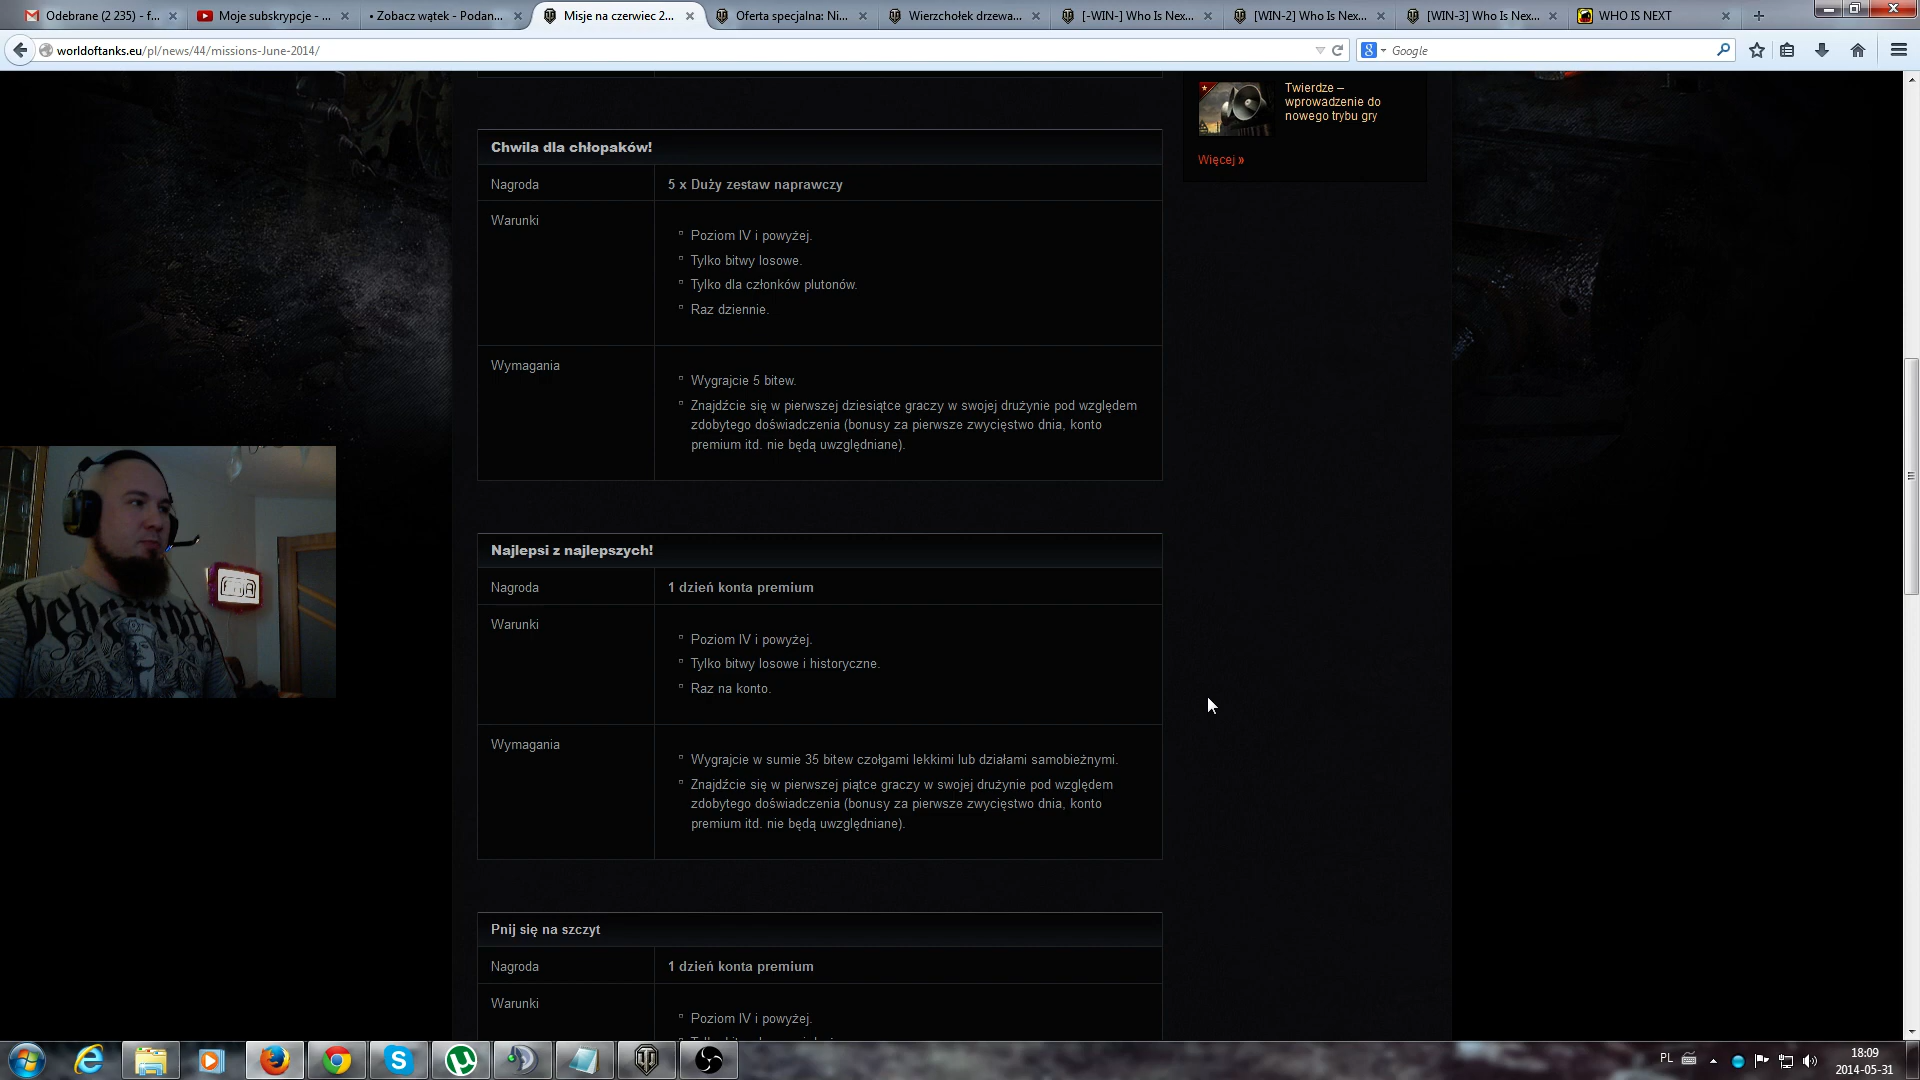 Odebrane (2 235) - f...
Moje subskrypcje - ...
• Zobacz wątek - Podan...
Misje na czerwiec 2...
Oferta specjalna: Ni...
Wierzchołek drzewa...
[-WIN-] Who Is Nex...
[WIN-2] Who Is Nex...
[WIN-3] Who Is Nex...
WHO IS NEXT
worldoftanks.eu/pl/news/44/missions-June-2014/
Google
Twierdze –
wprowadzenie do
nowego trybu gry
Więcej »
Chwila dla chłopaków!
Nagroda
5 x Duży zestaw naprawczy
Warunki
Poziom IV i powyżej.
Tylko bitwy losowe.
Tylko dla członków plutonów.
Raz dziennie.
Wymagania
Wygrajcie 5 bitew.
Znajdźcie się w pierwszej dziesiątce graczy w swojej drużynie pod względem
zdobytego doświadczenia (bonusy za pierwsze zwycięstwo dnia, konto
premium itd. nie będą uwzględniane).
Najlepsi z najlepszych!
Nagroda
1 dzień konta premium
Warunki
Poziom IV i powyżej.
Tylko bitwy losowe i historyczne.
Raz na konto.
Wymagania
Wygrajcie w sumie 35 bitew czołgami lekkimi lub działami samobieżnymi.
Znajdźcie się w pierwszej piątce graczy w swojej drużynie pod względem
zdobytego doświadczenia (bonusy za pierwsze zwycięstwo dnia, konto
premium itd. nie będą uwzględniane).
Pnij się na szczyt
Nagroda
1 dzień konta premium
Warunki
Poziom IV i powyżej.
PL
18:09
2014-05-31